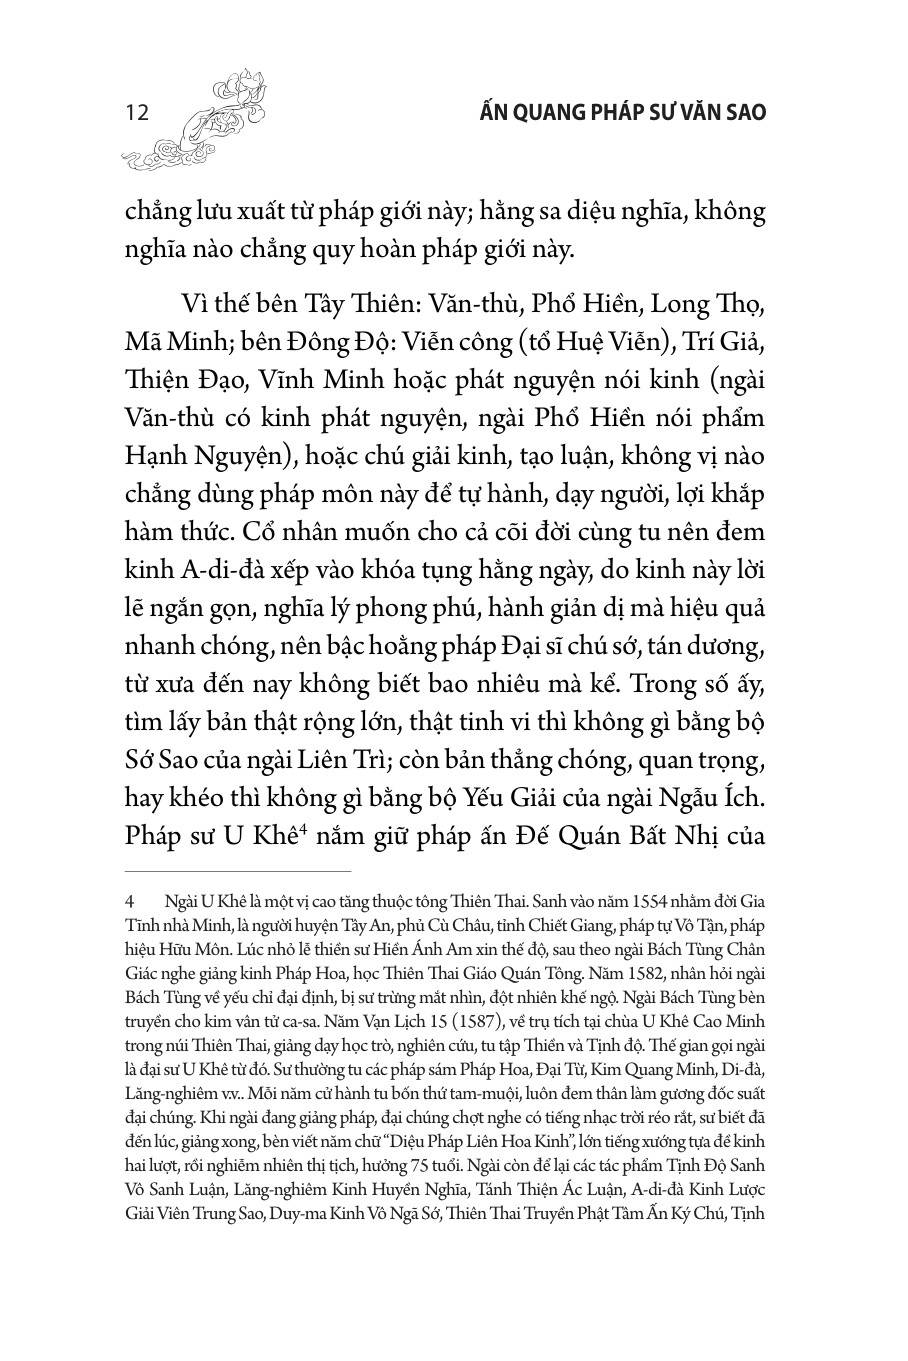 12
ẤN QUANG PHÁP SƯ VĂN SAO
chẳng lưu xuất từ pháp giới này; hằng sa diệu nghĩa, không
nghĩa nào chẳng quy hoàn pháp giới này.
Vì thế bên Tây Thiên: Văn-thù, Phổ Hiền, Long Thọ,
Mã Minh; bên Đông Độ: Viễn công (tổ Huệ Viễn), Trí Giả,
Thiện Đạo, Vĩnh Minh hoặc phát nguyện nói kinh (ngài
Văn-thù có kinh phát nguyện, ngài Phổ Hiền nói phẩm
Hạnh Nguyện), hoặc chú giải kinh, tạo luận, không vị nào
chẳng dùng pháp môn này để tự hành, dạy người, lợi khắp
hàm thức. Cổ nhân muốn cho cả cõi đời cùng tu nên đem
kinh A-di-đà xếp vào khóa tụng hằng ngày, do kinh này lời
lẽ ngắn gọn, nghĩa lý phong phú, hành giản dị mà hiệu quả
nhanh chóng, nên bậc hoằng pháp Đại sĩ chú sớ, tán dương,
từ xưa đến nay không biết bao nhiêu mà kể. Trong số ấy,
tìm lấy bản thật rộng lớn, thật tinh vi thì không gì bằng bộ
Sớ Sao của ngài Liên Trì; còn bản thẳng chóng, quan trọng,
hay khéo thì không gì bằng bộ Yếu Giải của ngài Ngẫu Ích.
Pháp sư U Khê4 nắm giữ pháp ấn Đế Quán Bất Nhị của
4 Ngài U Khê là một vị cao tăng thuộc tông Thiên Thai. Sanh vào năm 1554 nhằm đời Gia
Tĩnh nhà Minh, là người huyện Tây An, phủ Cù Châu, tỉnh Chiết Giang, pháp tự Vô Tận, pháp
hiệu Hữu Môn. Lúc nhỏ lễ thiền sư Hiền Ánh Am xin thế độ, sau theo ngài Bách Tùng Chân
Giác nghe giảng kinh Pháp Hoa, học Thiên Thai Giáo Quán Tông. Năm 1582, nhân hỏi ngài
Bách Tùng về yếu chỉ đại định, bị sư trừng mắt nhìn, đột nhiên khế ngộ. Ngài Bách Tùng bèn
truyền cho kim vân tử ca-sa. Năm Vạn Lịch 15 (1587), về trụ tích tại chùa U Khê Cao Minh
trong núi Thiên Thai, giảng dạy học trò, nghiên cứu, tu tập Thiền và Tịnh độ. Thế gian gọi ngài
là đại sư U Khê từ đó. Sư thường tu các pháp sám Pháp Hoa, Đại Từ, Kim Quang Minh, Di-đà,
Lăng-nghiêm v.v.. Mỗi năm cử hành tu bốn thứ tam-muội, luôn đem thân làm gương đốc suất
đại chúng. Khi ngài đang giảng pháp, đại chúng chợt nghe có tiếng nhạc trời réo rắt, sư biết đã
đến lúc, giảng xong, bèn viết năm chữ “Diệu Pháp Liên Hoa Kinh”, lớn tiếng xướng tựa đề kinh
hai lượt, rồi nghiễm nhiên thị tịch, hưởng 75 tuổi. Ngài còn để lại các tác phẩm Tịnh Độ Sanh
Vô Sanh Luận, Lăng-nghiêm Kinh Huyền Nghĩa, Tánh Thiện Ác Luận, A-di-đà Kinh Lược
Giải Viên Trung Sao, Duy-ma Kinh Vô Ngã Sớ, Thiên Thai Truyền Phật Tâm Ấn Ký Chú, Tịnh